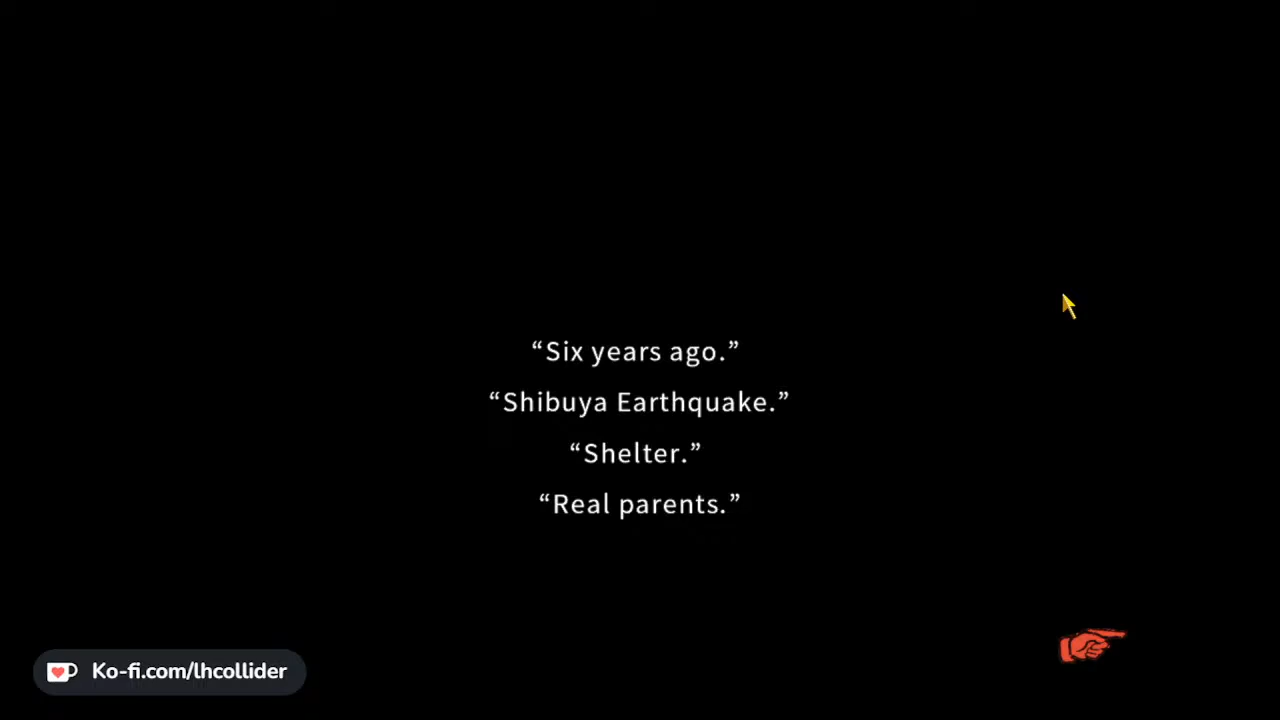 “Six years ago.”
“Shibuya Earthquake.”
“Shelter.”
“Real parents.”
Ko-fi.com/lhcollider